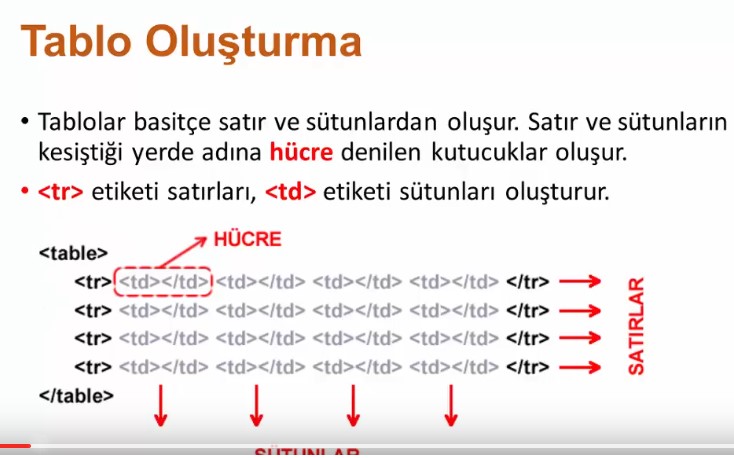 Tablo Oluşturma
• Tablolar basitçe satır ve sütunlardan oluşur. Satır ve sütunların
kesiştiği yerde adına hücre denilen kutucuklar oluşur.
• <tr> etiketi satırları, <td> etiketi sütunları oluşturur.
HÜCRE
<table>
<tr> <td></td> <td></td> <td></td> <td></td> </tr>
<tr> <td></td> <td></td> <td></td> <td></td> </tr>
<tr> <td></td> <td></td> <td></td> <td></td> </tr>
<tr> <td></td> <td></td> <td></td> <td></td> </tr>
</table>
SATIRLAR
SÜTUNLAR